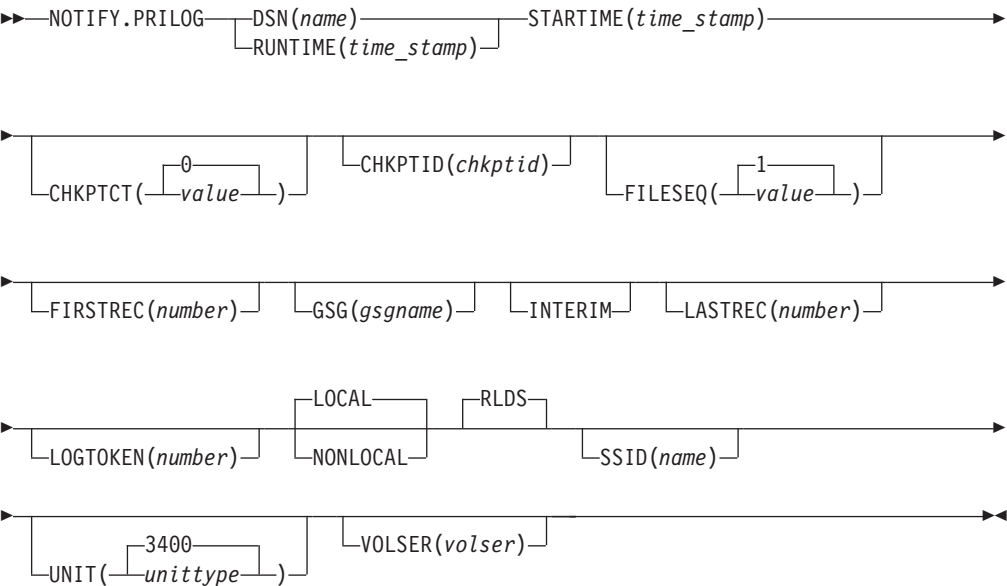 NOTIFY.PRILOG DSN(name) STARTIME(time_stamp)
RUNTIME(time_stamp)
0 CHKPTID(chkptid) 1
CHKPTCT( value ) FILESEQ( value )
FIRSTREC(number) GSG(gsgname) INTERIM LASTREC(number)
LOCAL RLDS
LOGTOKEN(number) NONLOCAL SSID(name)
3400 VOLSER(volser)
UNIT( unittype )